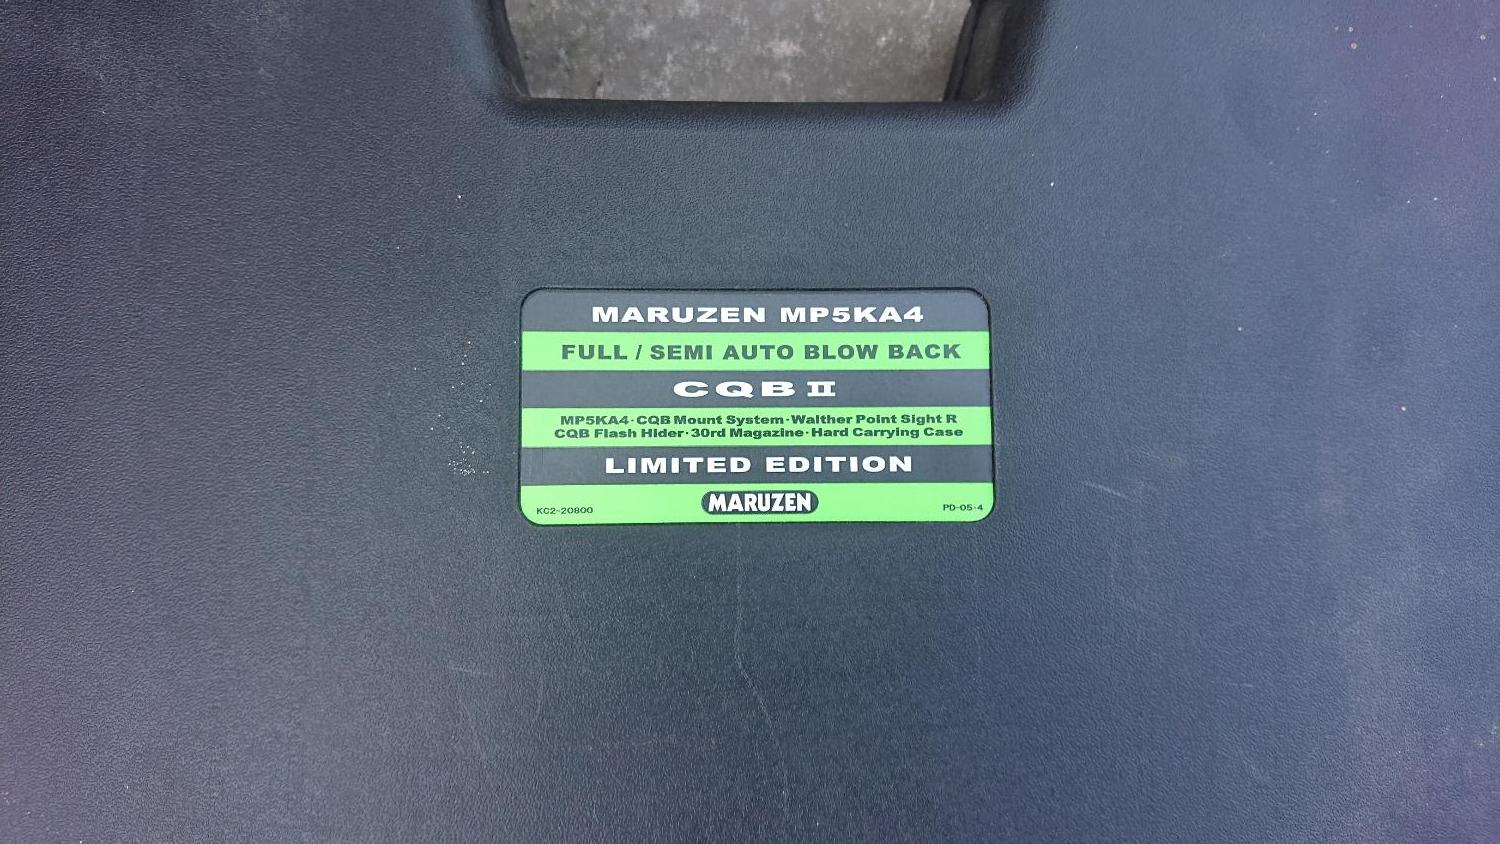 MARUZEN MP5KA4
FULL / SEMI AUTO BLOW BACK
CQB II
MP5KA4·CQB Mount System·Walther Point Sight R
CQB Flash Hider·30rd Magazine·Hard Carrying Case
LIMITED EDITION
KC2-20800 MARUZEN PD-05-4